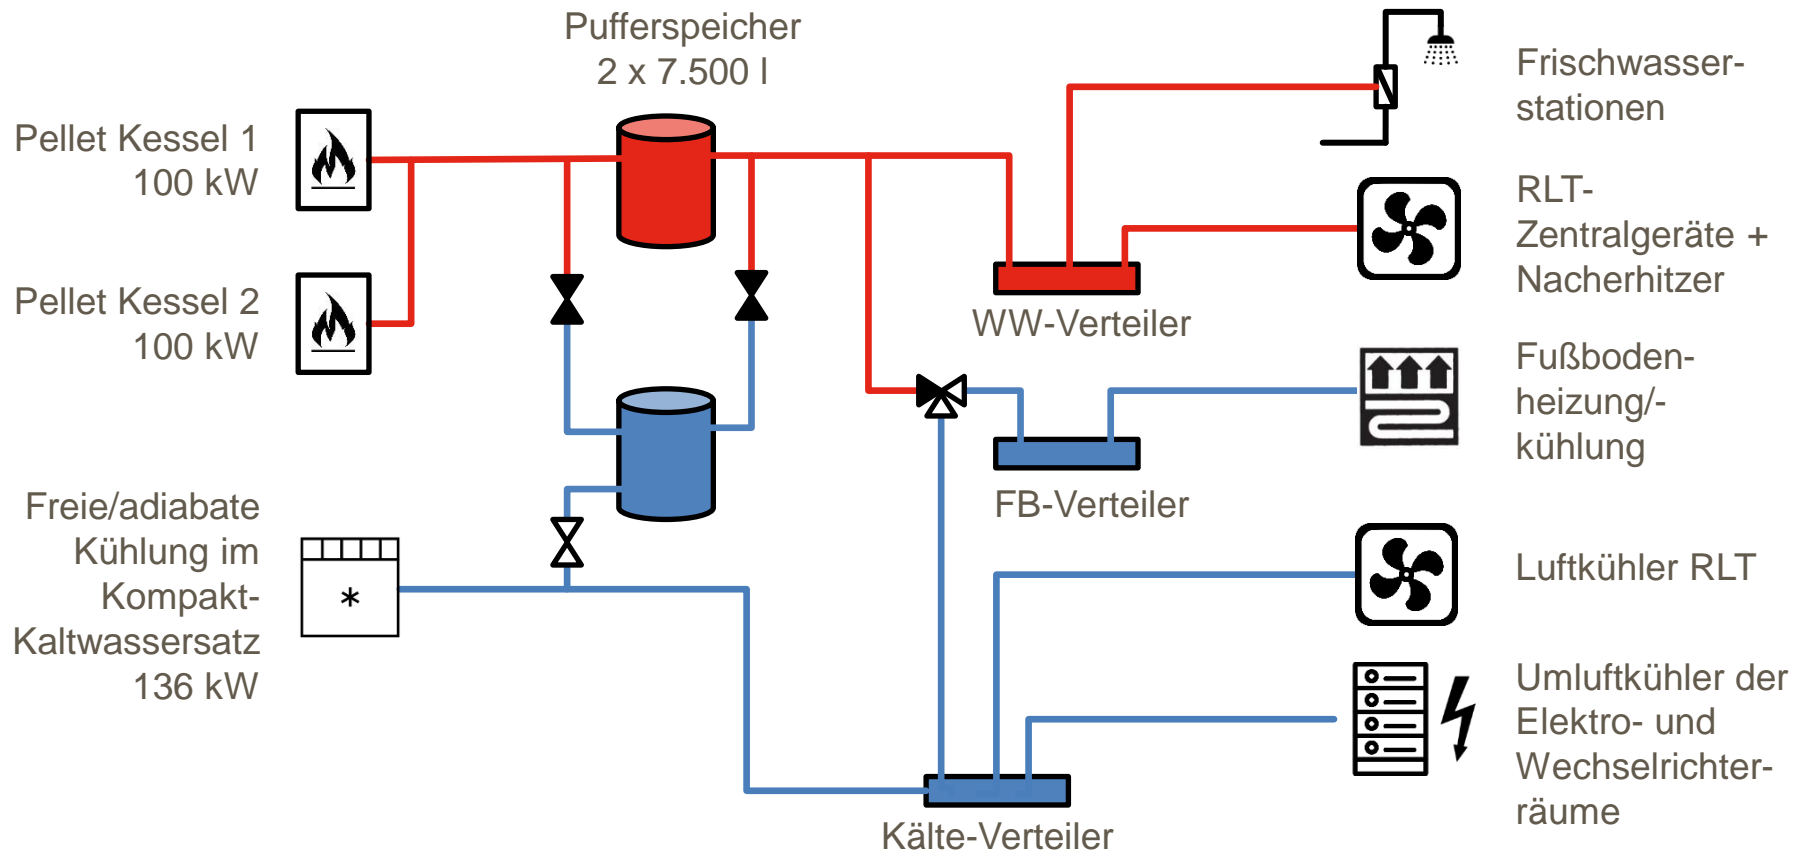 Pufferspeicher
2 x 7.500 l
Pellet Kessel 1
100 kW
Pellet Kessel 2
100 kW
Freie/adiabate
Kühlung im
Kompakt-
Kaltwassersatz
136 kW
*
WW-Verteiler
FB-Verteiler
Kälte-Verteiler
Frischwasser-
stationen
RLT-
Zentralgeräte +
Nacherhitzer
Fußboden-
heizung/-
kühlung
Luftkühler RLT
Umluftkühler der
Elektro- und
Wechselrichter-
räume